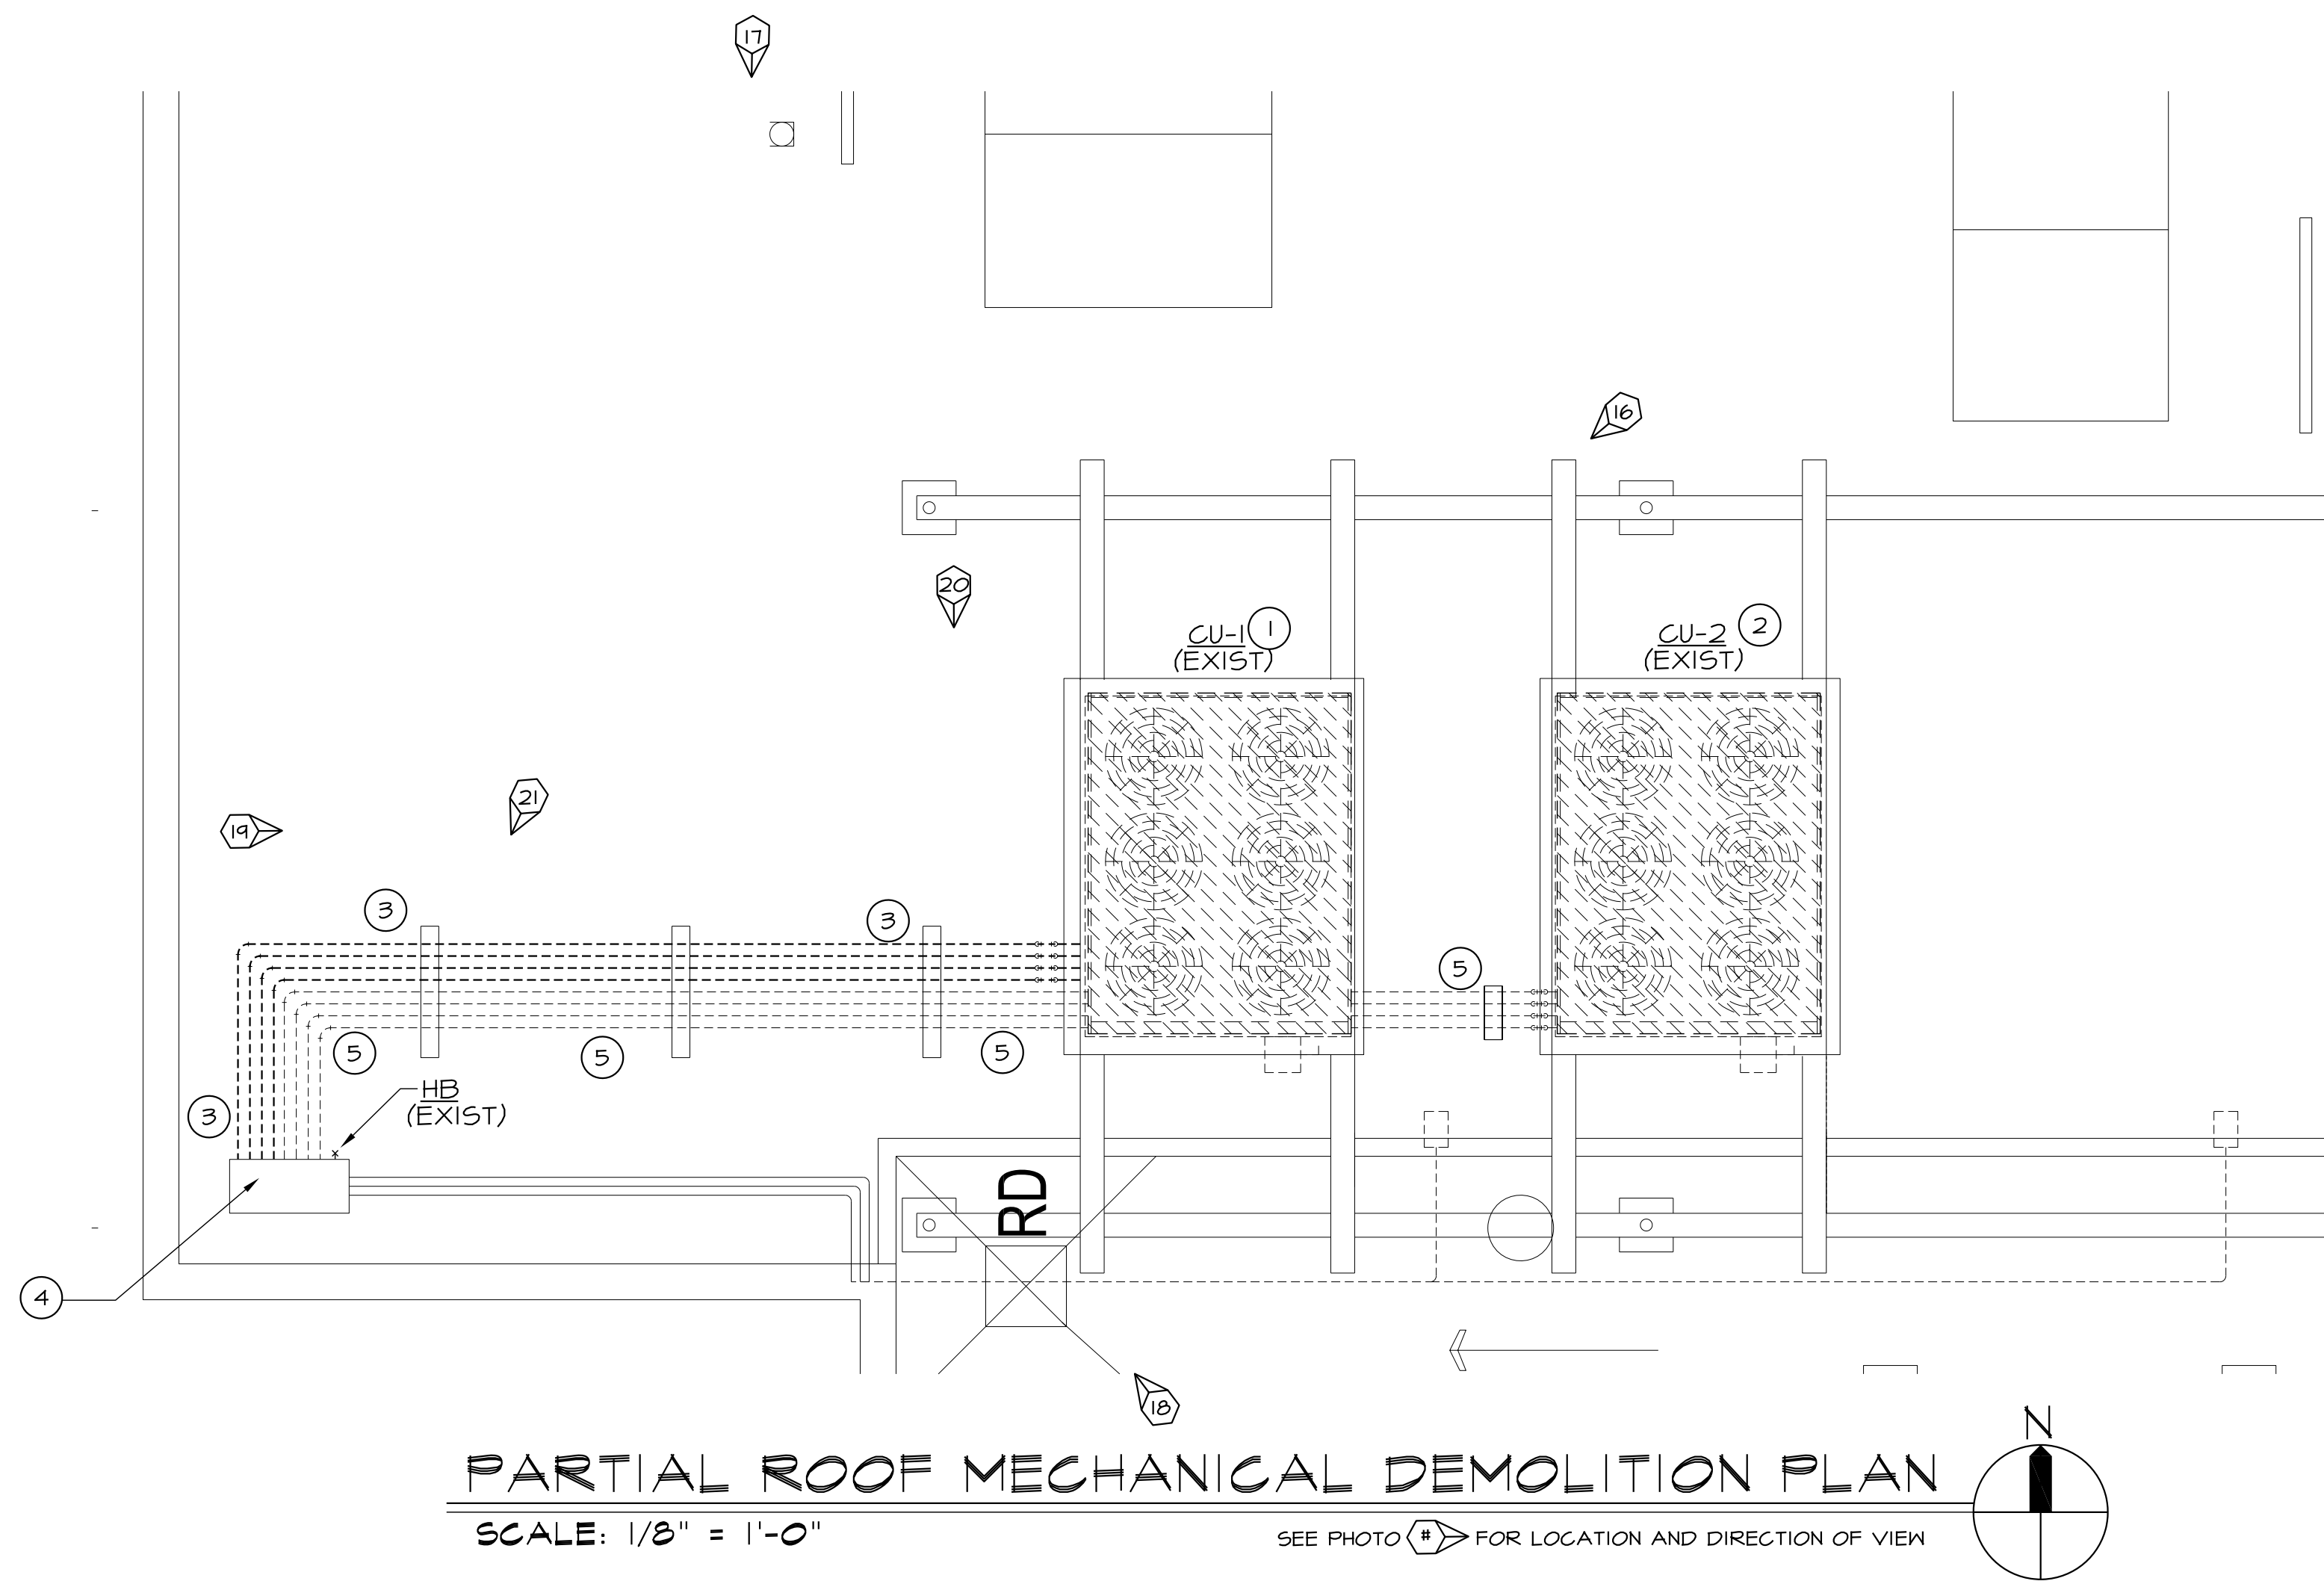 17
16
20
CU-1 1
(EXIST)
CU-2 2
(EXIST)
21
19
3
3
5
5
5
5
HB
(EXIST)
3
RD
4
18
N
PARTIAL ROOF MECHANICAL DEMOLITION PLAN
SCALE: 1/8" = 1'-0"
SEE PHOTO # FOR LOCATION AND DIRECTION OF VIEW